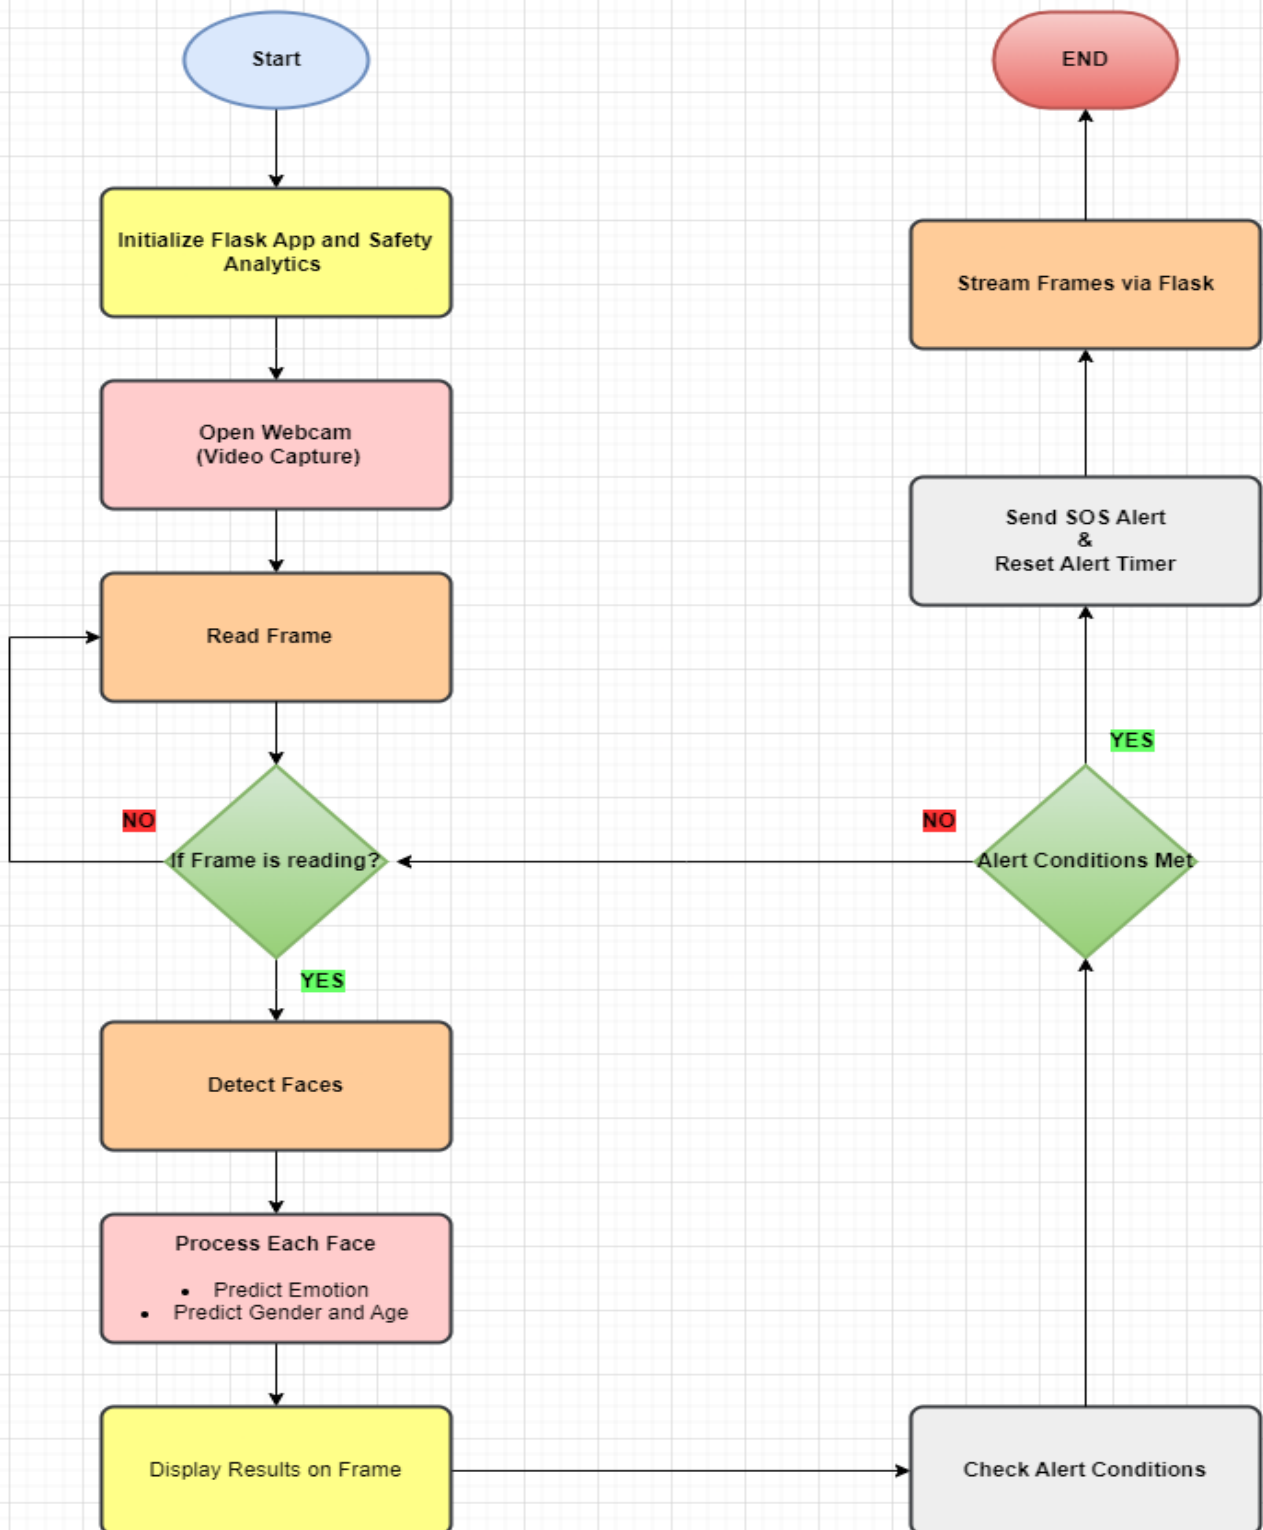 Start
Initialize Flask App and Safety
Analytics
Open Webcam
(Video Capture)
Read Frame
NO
If Frame is reading?
YES
Detect Faces
Process Each Face
• Predict Emotion
• Predict Gender and Age
Display Results on Frame
Check Alert Conditions
NO
Alert Conditions Met
YES
Send SOS Alert
&
Reset Alert Timer
Stream Frames via Flask
END